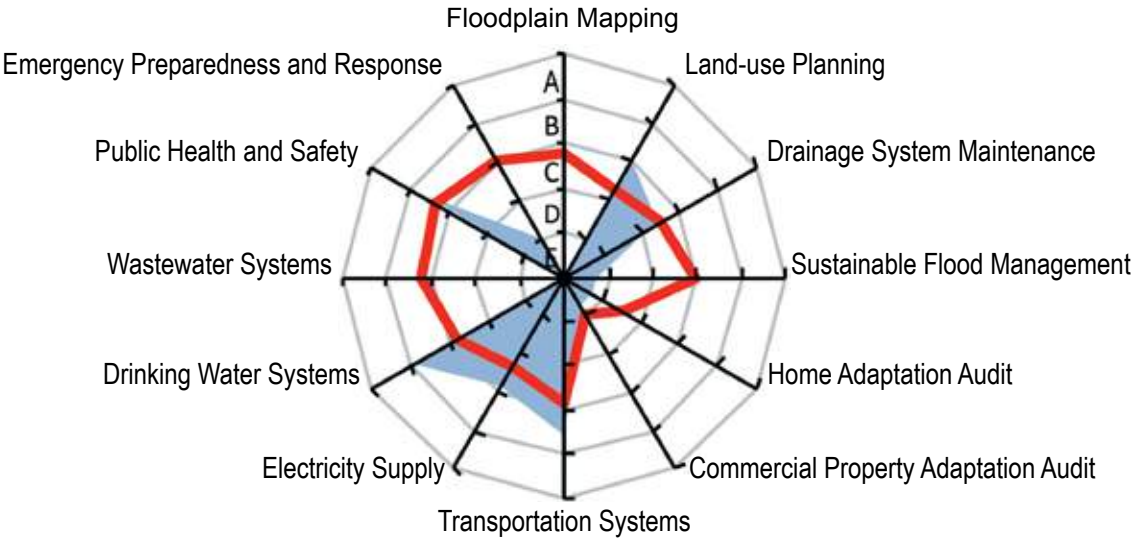 Floodplain Mapping
Emergency Preparedness and Response
Land-use Planning
A
B
Public Health and Safety
Drainage System Maintenance
C
D
E
Wastewater Systems
Sustainable Flood Management
Drinking Water Systems
Home Adaptation Audit
Electricity Supply
Commercial Property Adaptation Audit
Transportation Systems